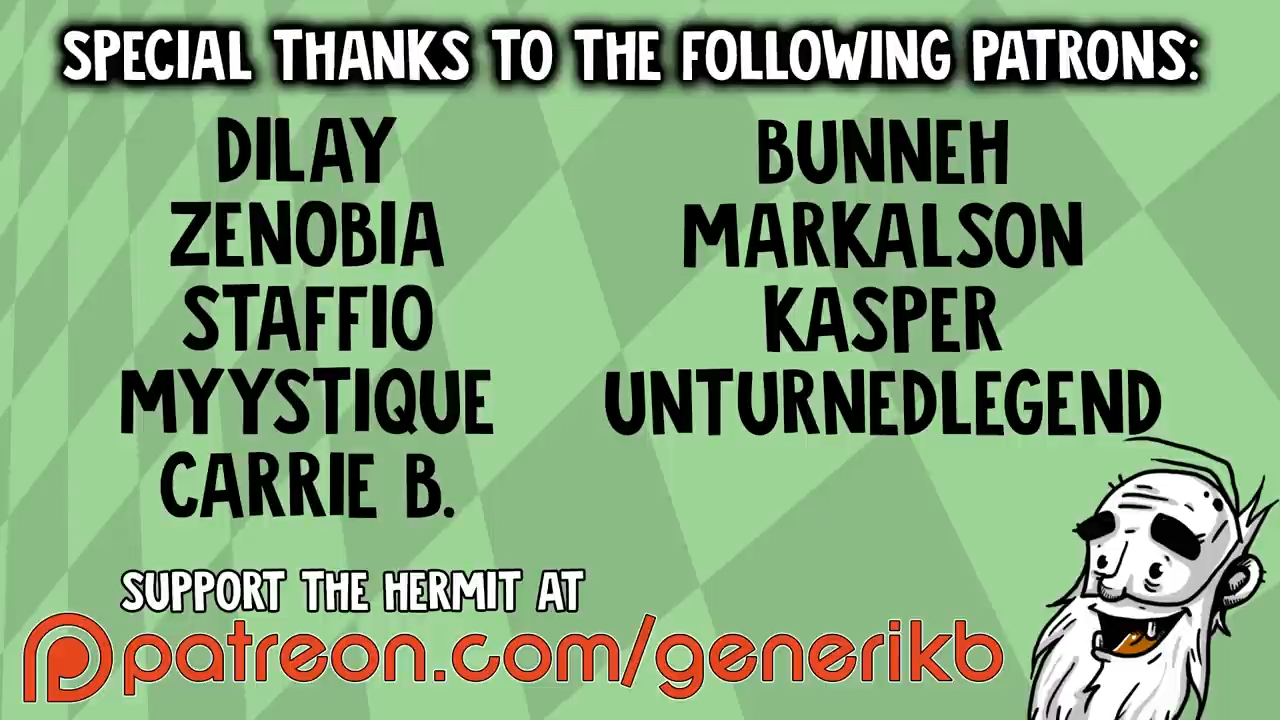 SPECIAL THANKS TO THE FOLLOWING PATRONS:
DILAY
ZENOBIA
STAFFIO
MYYSTIQUE
CARRIE B.
BUNNEH
MARKALSON
KASPER
UNTURNEDLEGEND
SUPPORT THE HERMIT AT
patreon.com/generikb